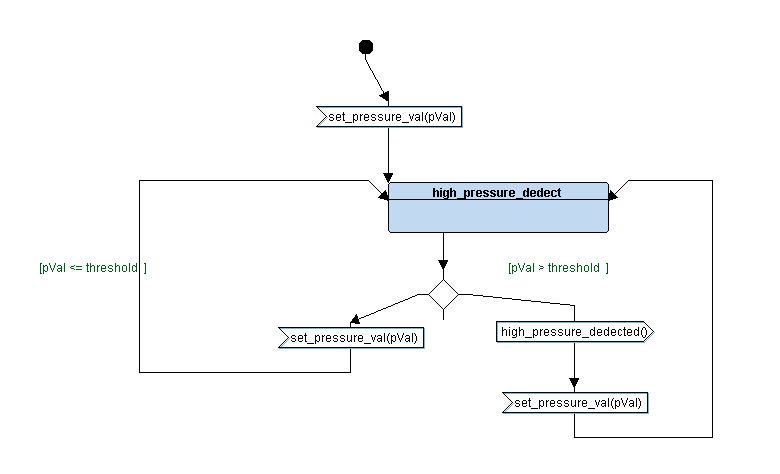 set_pressure_val(pVal)
high_pressure_dedect
[pVal <= threshold ]
[pVal > threshold ]
set_pressure_val(pVal)
high_pressure_dedected()
set_pressure_val(pVal)